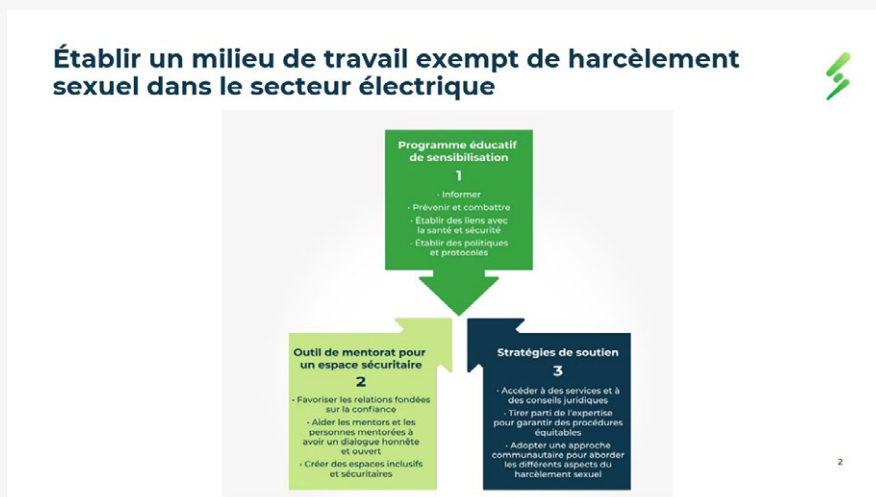 Établir un milieu de travail exempt de harcèlement
sexuel dans le secteur électrique
Programme éducatif
de sensibilisation
1
· Informer
· Prévenir et combattre
· Établir des liens avec
la santé et sécurité
· Établir des politiques
et protocoles
Outil de mentorat pour
un espace sécuritaire
2
· Favoriser les relations fondées
sur la confiance
· Aider les mentors et les
personnes mentorées à
avoir un dialogue honnête
et ouvert
· Créer des espaces inclusifs
et sécuritaires
Stratégies de soutien
3
· Accéder à des services et à
des conseils juridiques
· Tirer parti de l'expertise
pour garantir des procédures
équitables
· Adopter une approche
communautaire pour aborder
les différents aspects du
harcèlement sexuel
2